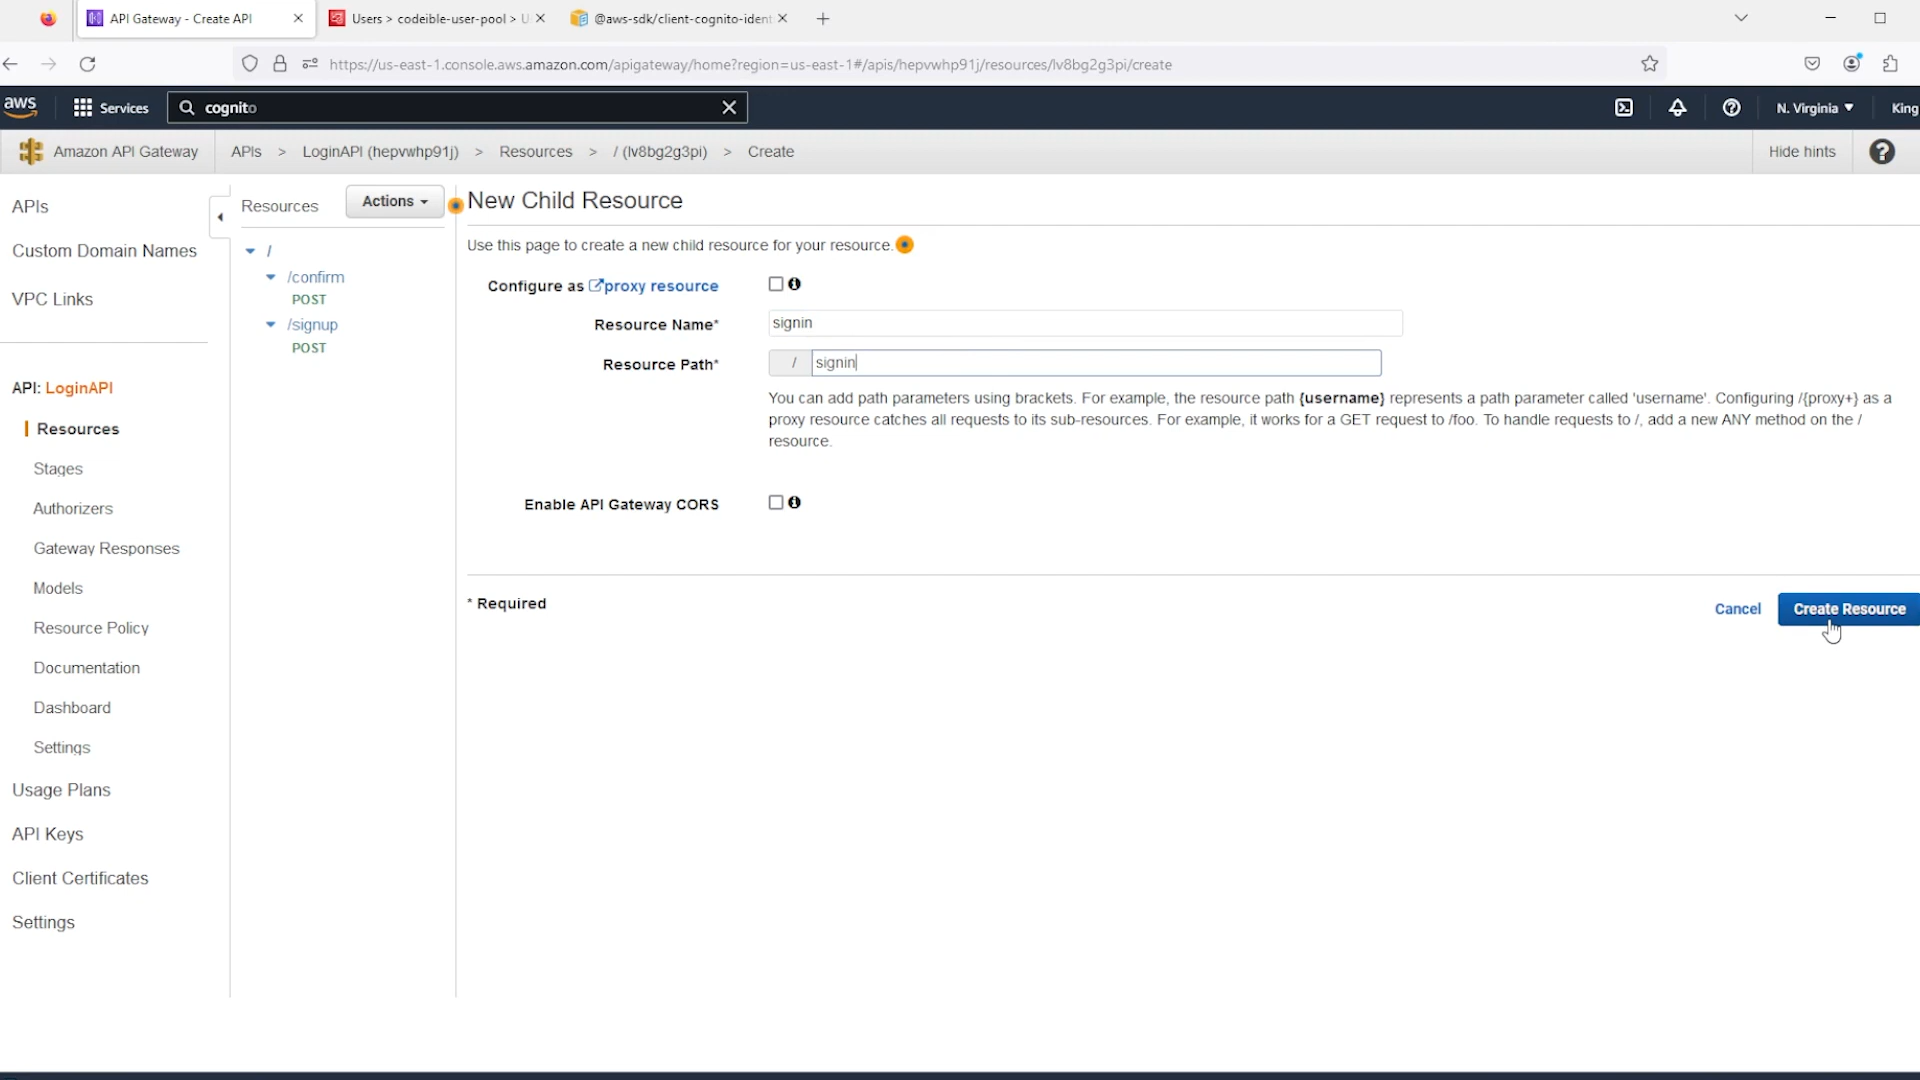 API Gateway - Create API
Users > codeible-user-pool > U
@aws-sdk/client-cognito-ident
https://us-east-1.console.aws.amazon.com/apigateway/home?region=us-east-1#/apis/hepvwhp91j/resources/lv8bg2g3pi/create
aws
Services
cognito
N. Virginia
King
Amazon API Gateway
APIs > LoginAPI (hepvwhp91j) > Resources > / (lv8bg2g3pi) > Create
Hide hints
APIs
Custom Domain Names
VPC Links
API: LoginAPI
Resources
Stages
Authorizers
Gateway Responses
Models
Resource Policy
Documentation
Dashboard
Settings
Usage Plans
API Keys
Client Certificates
Settings
Resources
Actions
/
/confirm
POST
/signup
POST
New Child Resource
Use this page to create a new child resource for your resource.
Configure as proxy resource
Resource Name*
signin
Resource Path*
/ signin
You can add path parameters using brackets. For example, the resource path {username} represents a path parameter called 'username'. Configuring /{proxy+} as a
proxy resource catches all requests to its sub-resources. For example, it works for a GET request to /foo. To handle requests to /, add a new ANY method on the /
resource.
Enable API Gateway CORS
* Required
Cancel
Create Resource